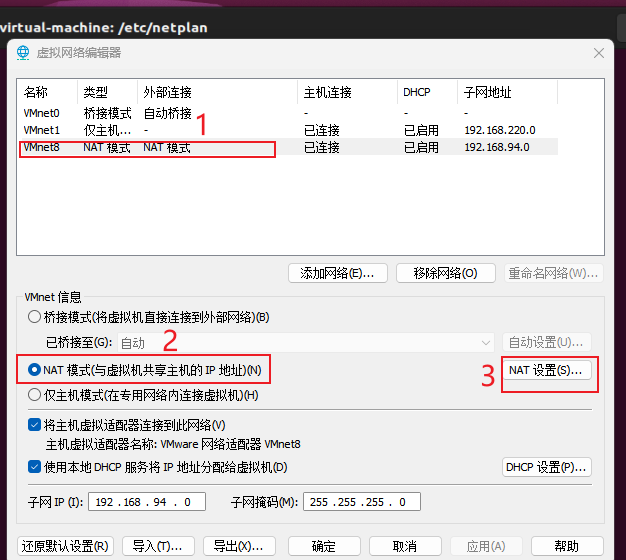 virtual-machine: /etc/netplan
虚拟网络编辑器
名称 类型 外部连接 主机连接 DHCP 子网地址
VMnet0 桥接模式 自动桥接 - - -
1
VMnet1 仅主机... - 已连接 已启用 192.168.220.0
VMnet8 NAT 模式 NAT 模式 已连接 已启用 192.168.94.0
添加网络(E)... 移除网络(O) 重命名网络(W)...
VMnet 信息
桥接模式(将虚拟机直接连接到外部网络)(B)
已桥接至(G): 自动 自动设置(U)...
2
NAT 模式(与虚拟机共享主机的 IP 地址)(N) 3 NAT 设置(S)...
仅主机模式(在专用网络内连接虚拟机)(H)
将主机虚拟适配器连接到此网络(V)
主机虚拟适配器名称: VMware 网络适配器 VMnet8
使用本地 DHCP 服务将 IP 地址分配给虚拟机(D) DHCP 设置(P)...
子网 IP (I): 192 . 168 . 94 . 0 子网掩码(M): 255 . 255 . 255 . 0
还原默认设置(R) 导入(T)... 导出(X)... 确定 取消 应用(A) 帮助